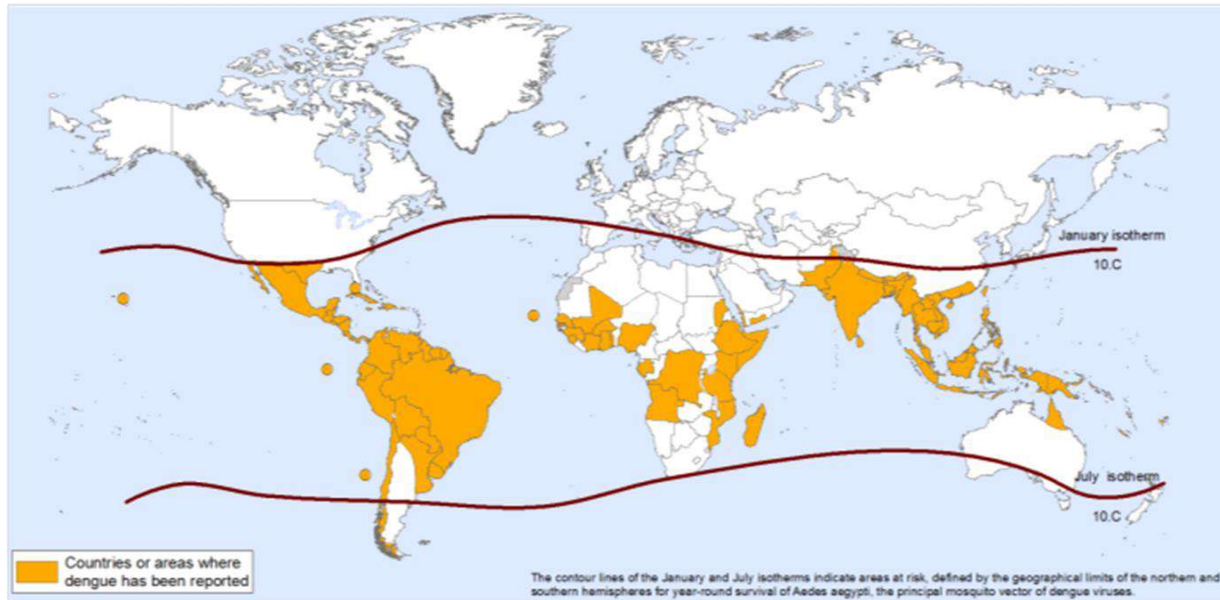 January isotherm
10.C
July isotherm
10.C
Countries or areas where
dengue has been reported
The contour lines of the January and July isotherms indicate areas at risk, defined by the geographical limits of the northern and
southern hemispheres for year-round survival of Aedes aegypti, the principal mosquito vector of dengue viruses.